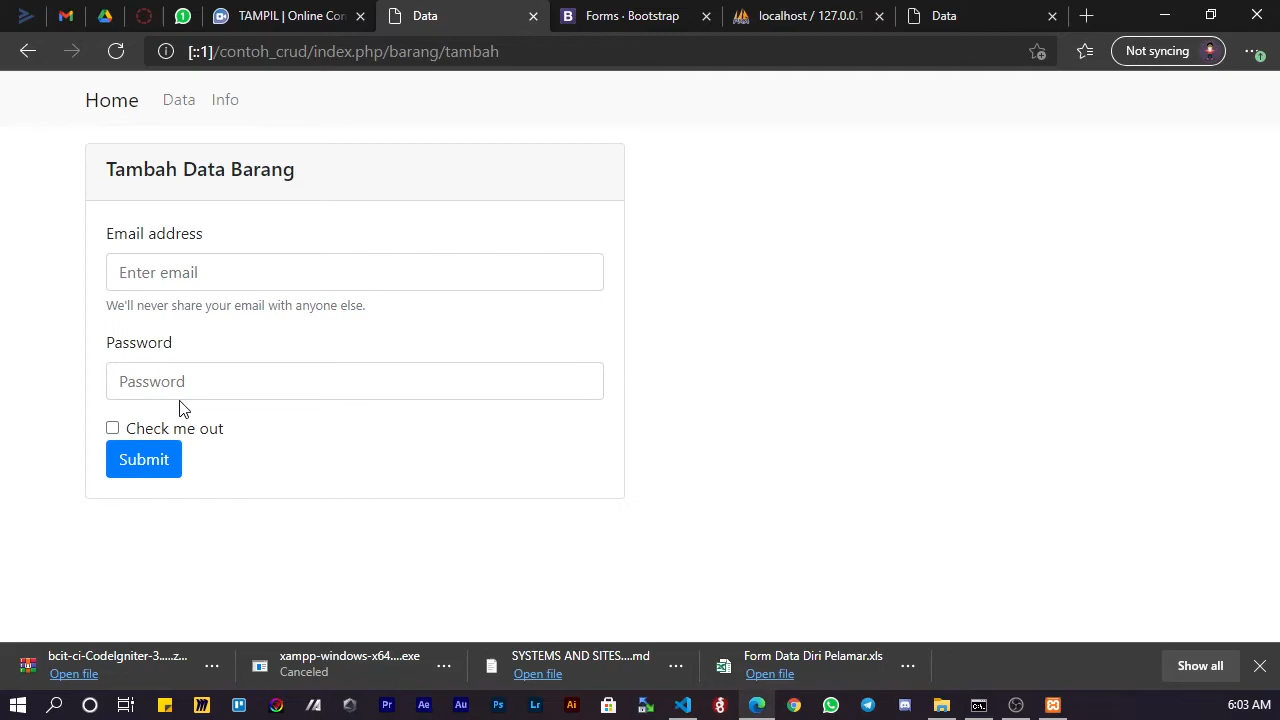 TAMPIL | Online Con
Data
Forms · Bootstrap
localhost / 127.0.0.1
Data
[::1]/contoh_crud/index.php/barang/tambah
Not syncing
Home
Data
Info
Tambah Data Barang
Email address
Enter email
We'll never share your email with anyone else.
Password
Password
Check me out
Submit
bcit-ci-CodeIgniter-3.....z...
Open file
xampp-windows-x64....exe
Canceled
SYSTEMS AND SITES....md
Open file
Form Data Diri Pelamar.xls
Open file
Show all
6:03 AM